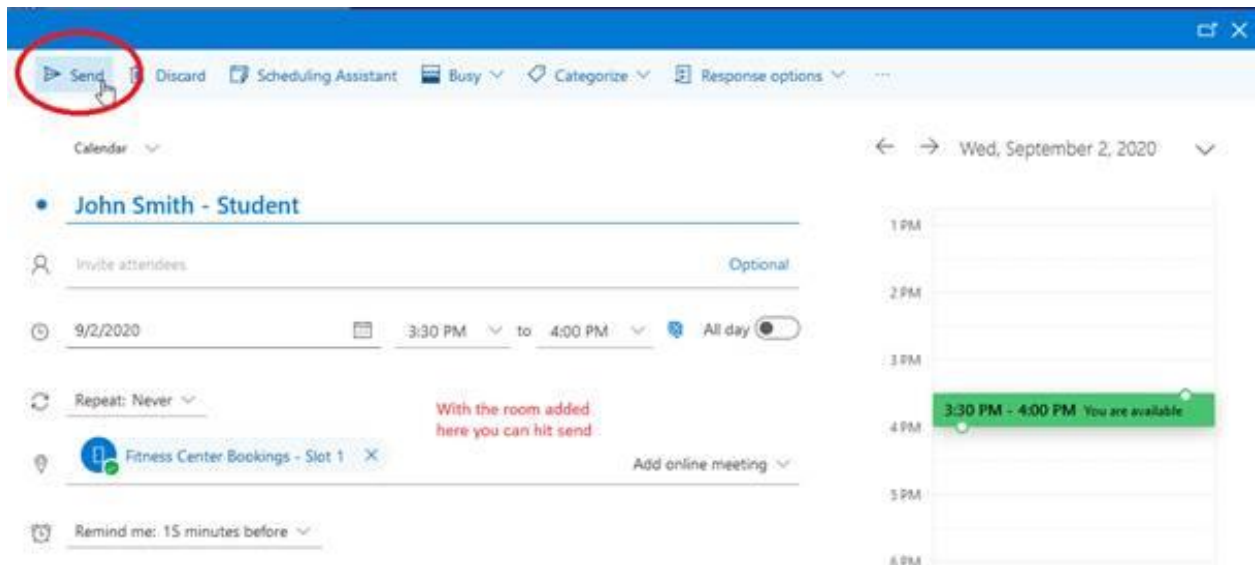 Send Discard Scheduling Assistant Busy Categorize Response options ...
Calendar
Wed, September 2, 2020
John Smith - Student
Invite attendees
Optional
9/2/2020
3:30 PM to 4:00 PM
All day
Repeat: Never
With the room added
here you can hit send
Fitness Center Bookings - Slot 1
Add online meeting
Remind me: 15 minutes before
1 PM
2 PM
3 PM
3:30 PM - 4:00 PM You are available
4 PM
5 PM
6 PM